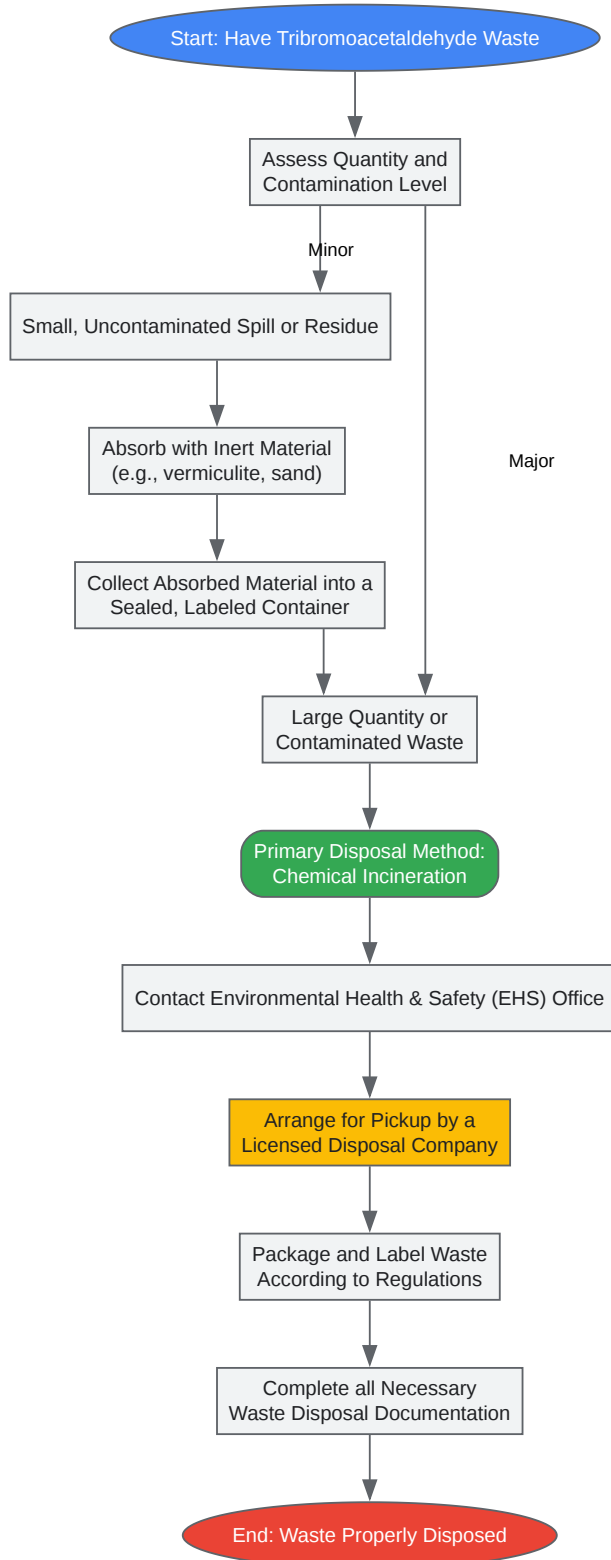 Start: Have Tribromoacetaldehyde Waste
Assess Quantity and
Contamination Level
Minor
Small, Uncontaminated Spill or Residue
Absorb with Inert Material
(e.g., vermiculite, sand)
Major
Collect Absorbed Material into a
Sealed, Labeled Container
Large Quantity or
Contaminated Waste
Primary Disposal Method:
Chemical Incineration
Contact Environmental Health & Safety (EHS) Office
Arrange for Pickup by a
Licensed Disposal Company
Package and Label Waste
According to Regulations
Complete all Necessary
Waste Disposal Documentation
End: Waste Properly Disposed